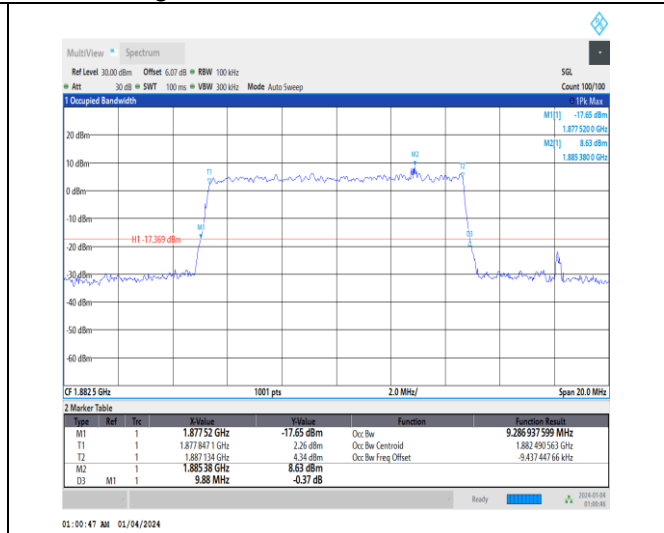 MultiView Spectrum
Ref Level 30.00 dBm Offset 6.07 dB RBW 100 kHz SGL
Att 30 dB SWT 100 ms VBW 300 kHz Mode Auto Sweep Count 100/100
1 Occupied Bandwidth 1Pk Max
M1[1] -17.65 dBm
1.877 520 0 GHz
M2[1] 8.63 dBm
1.885 380 0 GHz
20 dBm
10 dBm
M2
T1
T2
0 dBm
-10 dBm
M1
D3
H1 -17.369 dBm
-20 dBm
-30 dBm
-40 dBm
-50 dBm
-60 dBm
CF 1.882 5 GHz 1001 pts 2.0 MHz/ Span 20.0 MHz
2 Marker Table
Type Ref Trc X-Value Y-Value Function Function Result
M1 1 1.877 52 GHz -17.65 dBm Occ Bw 9.286 937 599 MHz
T1 1 1.877 847 1 GHz 2.26 dBm Occ Bw Centroid 1.882 490 563 GHz
T2 1 1.887 134 GHz 4.34 dBm Occ Bw Freq Offset -9.437 447 66 kHz
M2 1 1.885 38 GHz 8.63 dBm
D3 M1 1 9.88 MHz -0.37 dB
Ready 2024-01-04
01:00:46
01:00:47 AM 01/04/2024